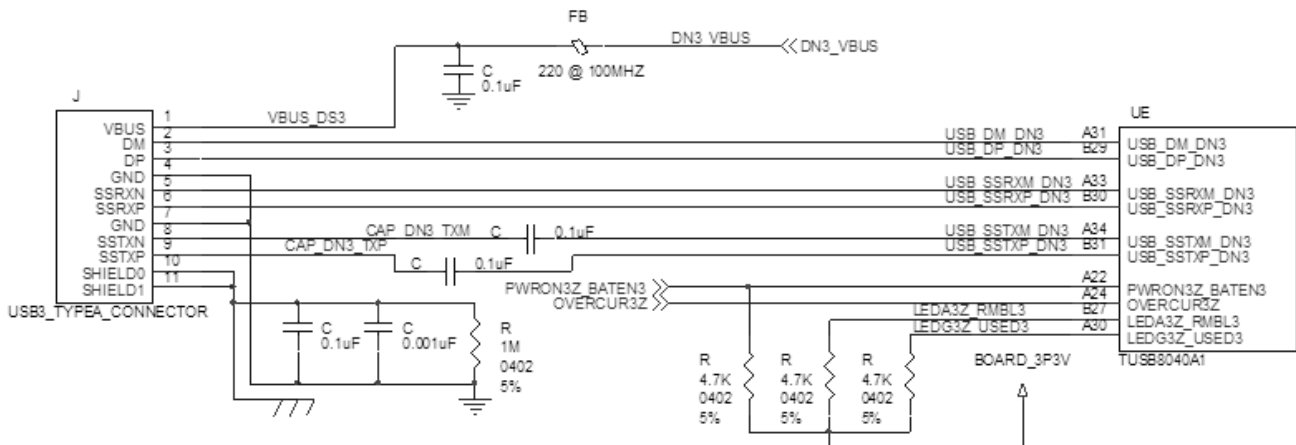 FB
DN3 VBUS
DN3_VBUS
C
0.1uF
220 @ 100MHZ
J
1
VBUS_DS3
UE
VBUS
2
USB_DM_DN3
A31
DM
3
USB_DP_DN3
B29
USB_DM_DN3
DP
4
USB_DP_DN3
GND
5
USB_SSRXM_DN3
A33
SSRXN
6
USB_SSRXP_DN3
B30
USB_SSRXM_DN3
SSRXP
7
USB_SSRXP_DN3
GND
8
CAP_DN3_TXM
C
0.1uF
USB_SSTXM_DN3
A34
SSTXN
9
CAP_DN3_TXP
USB_SSTXP_DN3
B31
USB_SSTXM_DN3
SSTXP
10
C
0.1uF
USB_SSTXP_DN3
SHIELD0
11
A22
SHIELD1
PWRON3Z_BATEN3
PWRON3Z_BATEN3
A24
OVERCUR3Z
OVERCUR3Z
USB3_TYPEA_CONNECTOR
LEDA3Z_RMBL3
B27
LEDA3Z_RMBL3
LEDG3Z_USED3
A30
LEDG3Z_USED3
C
0.1uF
C
0.001uF
R
1M
0402
5%
R
4.7K
0402
5%
R
4.7K
0402
5%
R
4.7K
0402
5%
BOARD_3P3V
TUSB8040A1